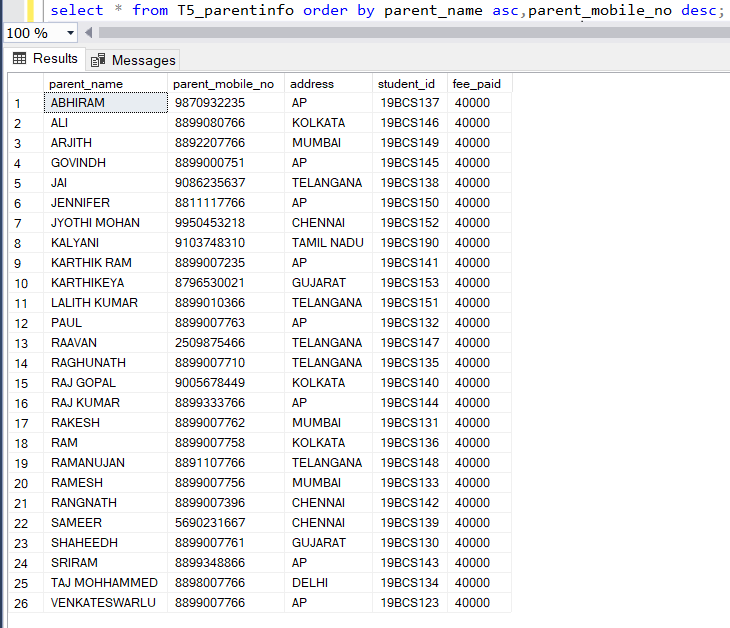 select * from T5_parentinfo order by parent_name asc,parent_mobile_no desc;
100 %
Results Messages
parent_name parent_mobile_no address student_id fee_paid
1 ABHIRAM 9870932235 AP 19BCS137 40000
2 ALI 8899080766 KOLKATA 19BCS146 40000
3 ARJITH 8892207766 MUMBAI 19BCS149 40000
4 GOVINDH 8899000751 AP 19BCS145 40000
5 JAI 9086235637 TELANGANA 19BCS138 40000
6 JENNIFER 8811117766 AP 19BCS150 40000
7 JYOTHI MOHAN 9950453218 CHENNAI 19BCS152 40000
8 KALYANI 9103748310 TAMIL NADU 19BCS190 40000
9 KARTHIK RAM 8899007235 AP 19BCS141 40000
10 KARTHIKEYA 8796530021 GUJARAT 19BCS153 40000
11 LALITH KUMAR 8899010366 TELANGANA 19BCS151 40000
12 PAUL 8899007763 AP 19BCS132 40000
13 RAAVAN 2509875466 TELANGANA 19BCS147 40000
14 RAGHUNATH 8899007710 TELANGANA 19BCS135 40000
15 RAJ GOPAL 9005678449 KOLKATA 19BCS140 40000
16 RAJ KUMAR 8899333766 AP 19BCS144 40000
17 RAKESH 8899007762 MUMBAI 19BCS131 40000
18 RAM 8899007758 KOLKATA 19BCS136 40000
19 RAMANUJAN 8891107766 TELANGANA 19BCS148 40000
20 RAMESH 8899007756 MUMBAI 19BCS133 40000
21 RANGNATH 8899007396 CHENNAI 19BCS142 40000
22 SAMEER 5690231667 CHENNAI 19BCS139 40000
23 SHAHEEDH 8899007761 GUJARAT 19BCS130 40000
24 SRIRAM 8899348866 AP 19BCS143 40000
25 TAJ MOHHAMMED 8898007766 DELHI 19BCS134 40000
26 VENKATESWARLU 8899007766 AP 19BCS123 40000